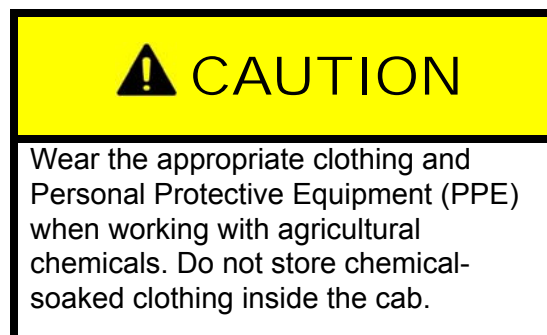 CAUTION
Wear the appropriate clothing and
Personal Protective Equipment (PPE)
when working with agricultural
chemicals. Do not store chemical-
soaked clothing inside the cab.